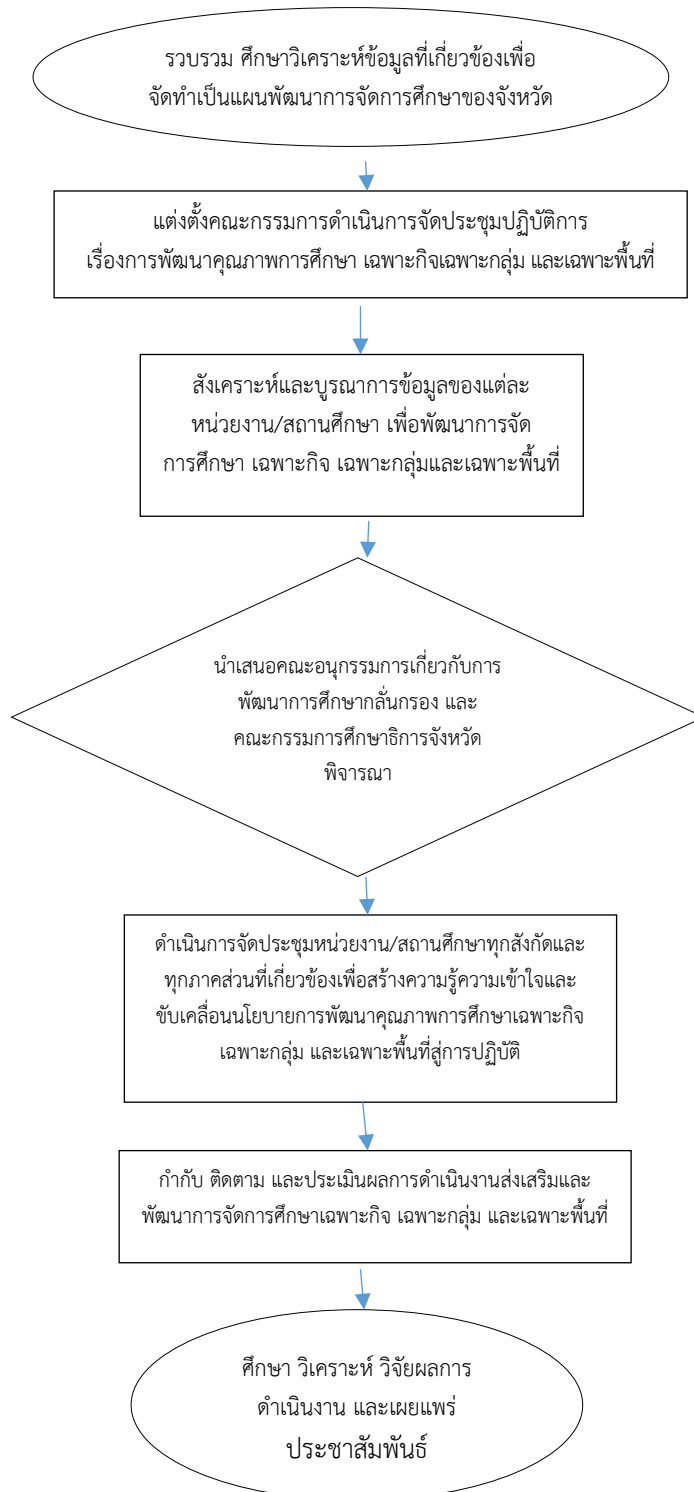 รวบรวม ศึกษาวิเคราะห์ข้อมูลที่เกี่ยวข้องเพื่อ
จัดทำเป็นแผนพัฒนาการจัดการศึกษาของจังหวัด
แต่งตั้งคณะกรรมการดำเนินการจัดประชุมปฏิบัติการ
เรื่องการพัฒนาคุณภาพการศึกษา เฉพาะกิจเฉพาะกลุ่ม และเฉพาะพื้นที่
สังเคราะห์และบูรณาการข้อมูลของแต่ละ
หน่วยงาน/สถานศึกษา เพื่อพัฒนาการจัด
การศึกษา เฉพาะกิจ เฉพาะกลุ่มและเฉพาะพื้นที่
นำเสนอคณะอนุกรรมการเกี่ยวกับการ
พัฒนาการศึกษากลั่นกรอง และ
คณะกรรมการศึกษาธิการจังหวัด
พิจารณา
ดำเนินการจัดประชุมหน่วยงาน/สถานศึกษาทุกสังกัดและ
ทุกภาคส่วนที่เกี่ยวข้องเพื่อสร้างความรู้ความเข้าใจและ
ขับเคลื่อนนโยบายการพัฒนาคุณภาพการศึกษาเฉพาะกิจ
เฉพาะกลุ่ม และเฉพาะพื้นที่สู่การปฏิบัติ
กำกับ ติดตาม และประเมินผลการดำเนินงานส่งเสริมและ
พัฒนาการจัดการศึกษาเฉพาะกิจ เฉพาะกลุ่ม และเฉพาะพื้นที่
ศึกษา วิเคราะห์ วิจัยผลการ
ดำเนินงาน และเผยแพร่
ประชาสัมพันธ์